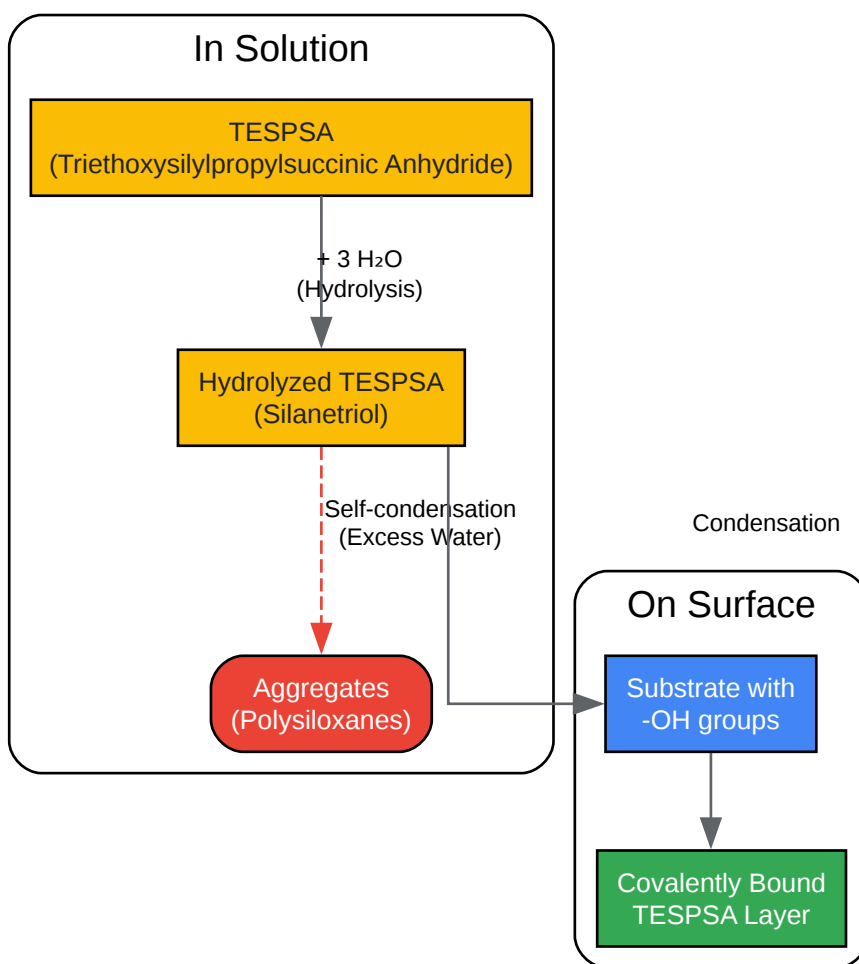 In Solution
TESPSA
(Triethoxysilylpropylsuccinic Anhydride)
+ 3 H₂O
(Hydrolysis)
Hydrolyzed TESPSA
(Silanetriol)
Self-condensation
(Excess Water)
Condensation
On Surface
Aggregates
(Polysiloxanes)
Substrate with
-OH groups
Covalently Bound
TESPSA Layer